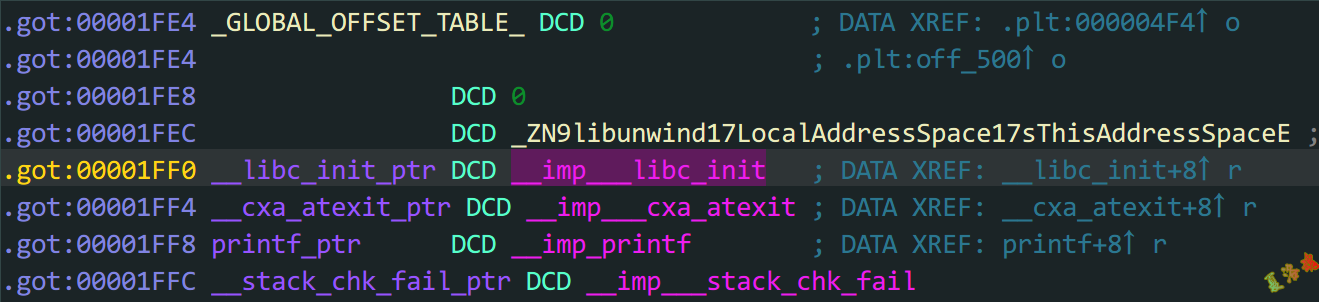 .got:00001FE4 _GLOBAL_OFFSET_TABLE_ DCD 0 ; DATA XREF: .plt:000004F4↑ o
.got:00001FE4 ; .plt:off_500↑ o
.got:00001FE8 DCD 0
.got:00001FEC DCD _ZN9libunwind17LocalAddressSpace17sThisAddressSpaceE ;
.got:00001FF0 __libc_init_ptr DCD __imp___libc_init ; DATA XREF: __libc_init+8↑ r
.got:00001FF4 __cxa_atexit_ptr DCD __imp___cxa_atexit ; DATA XREF: __cxa_atexit+8↑ r
.got:00001FF8 printf_ptr DCD __imp_printf ; DATA XREF: printf+8↑ r
.got:00001FFC __stack_chk_fail_ptr DCD __imp___stack_chk_fail